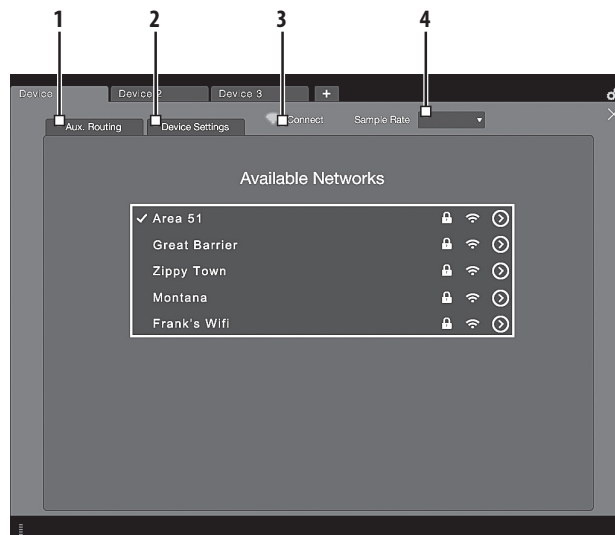 1 2 3 4
Device Device 2 Device 3 +
Aux. Routing Device Settings Connect Sample Rate
Available Networks
Area 51
Great Barrier
Zippy Town
Montana
Frank's Wifi